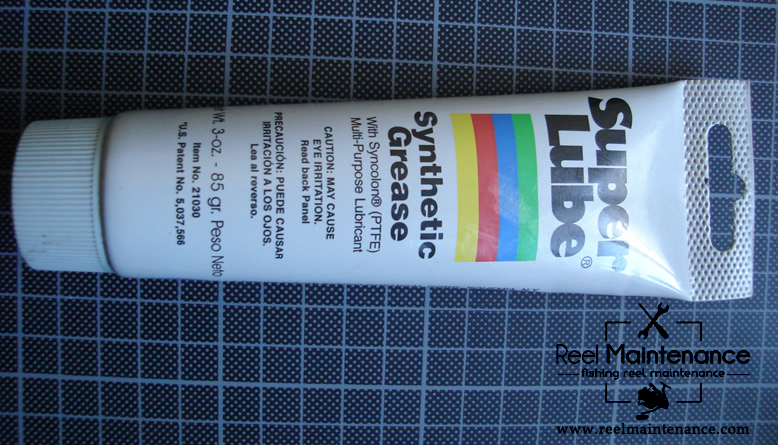 Super
Lube®
Synthetic
Grease
With Syncolon® (PTFE)
Multi-Purpose Lubricant
CAUTION: MAY CAUSE
EYE IRRITATION.
Read back Panel
PRECAUCIÓN: PUEDE CAUSAR
IRRITACIÓN A LOS OJOS.
Lea al reverso.
Wt. 3-oz - 85 gr. Peso Neto
Item No. 21030
*U.S. Patent No. 5,037,566
Reel Maintenance
fishing reel maintenance
www.reelmaintenance.com